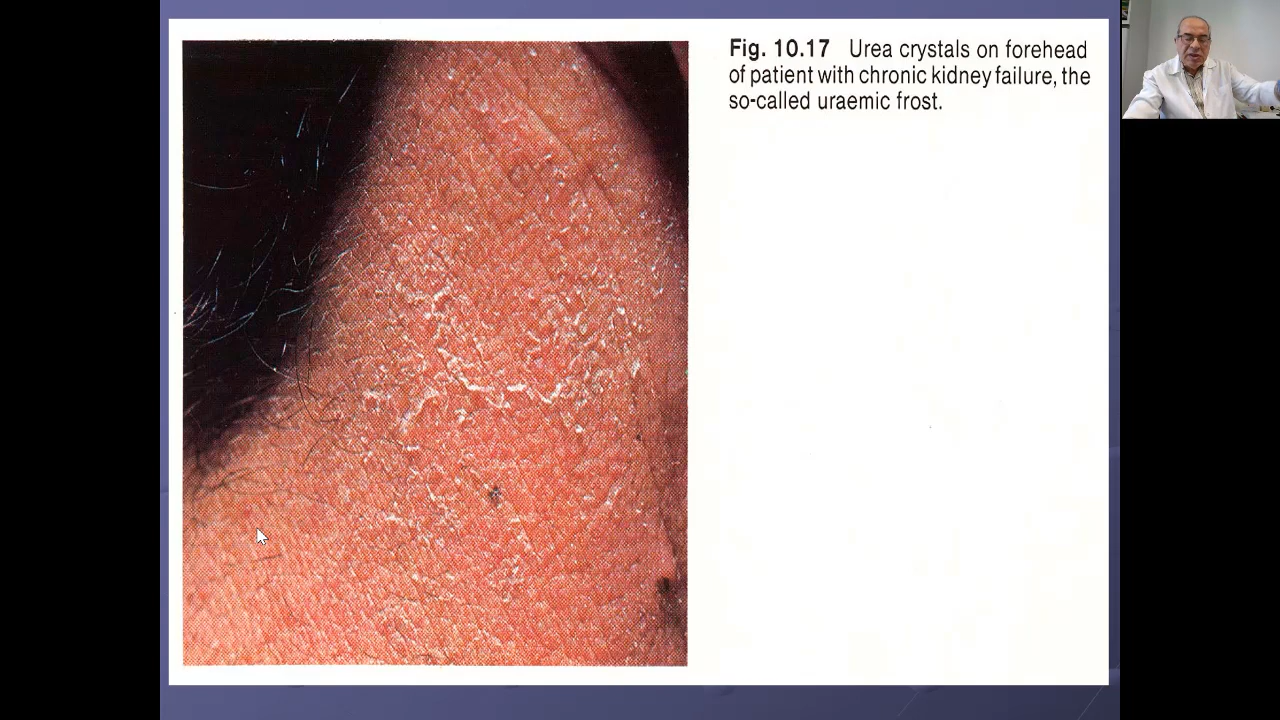 Fig. 10.17 Urea crystals on forehead
of patient with chronic kidney failure, the
so-called uraemic frost.